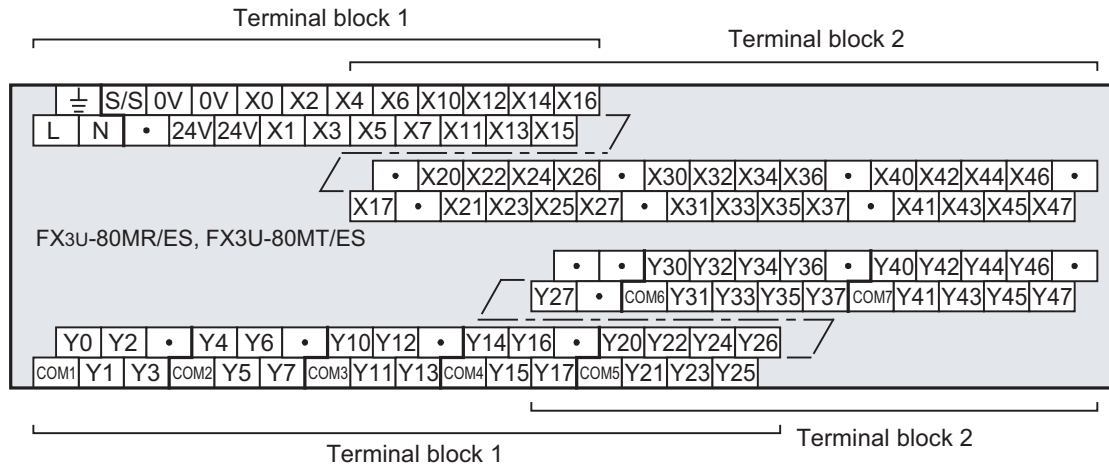 Terminal block 1
Terminal block 2
⏚ S/S 0V 0V X0 X2 X4 X6 X10 X12 X14 X16
L N • 24V 24V X1 X3 X5 X7 X11 X13 X15
• X20 X22 X24 X26 • X30 X32 X34 X36 • X40 X42 X44 X46 •
X17 • X21 X23 X25 X27 • X31 X33 X35 X37 • X41 X43 X45 X47
FX3U-80MR/ES, FX3U-80MT/ES
• • Y30 Y32 Y34 Y36 • Y40 Y42 Y44 Y46 •
Y27 • COM6 Y31 Y33 Y35 Y37 COM7 Y41 Y43 Y45 Y47
Y0 Y2 • Y4 Y6 • Y10 Y12 • Y14 Y16 • Y20 Y22 Y24 Y26
COM1 Y1 Y3 COM2 Y5 Y7 COM3 Y11 Y13 COM4 Y15 Y17 COM5 Y21 Y23 Y25
Terminal block 1
Terminal block 2